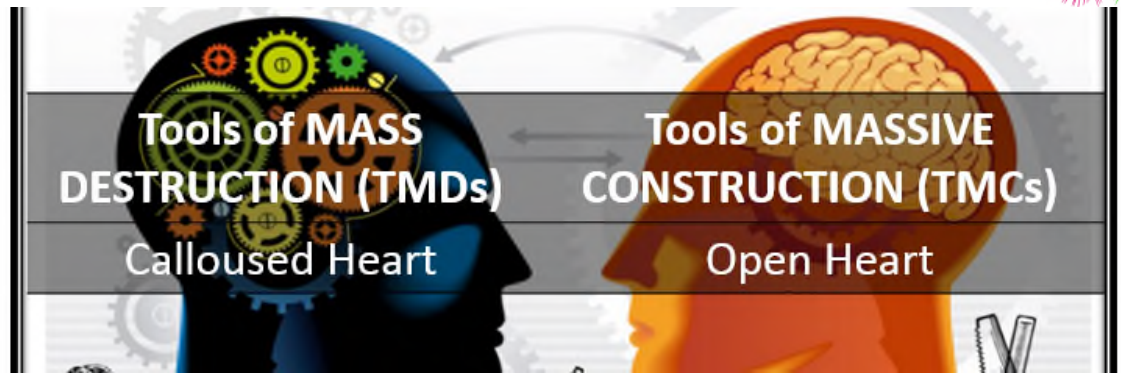 Tools of MASS
DESTRUCTION (TMDs)
Tools of MASSIVE
CONSTRUCTION (TMCs)
Calloused Heart
Open Heart